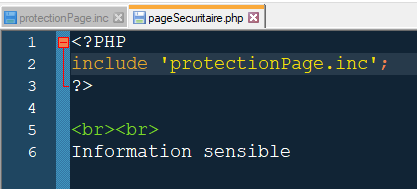 protectionPage.inc pageSecuritaire.php
1 <?PHP
2 include 'protectionPage.inc';
3 ?>
4
5 <br><br>
6 Information sensible